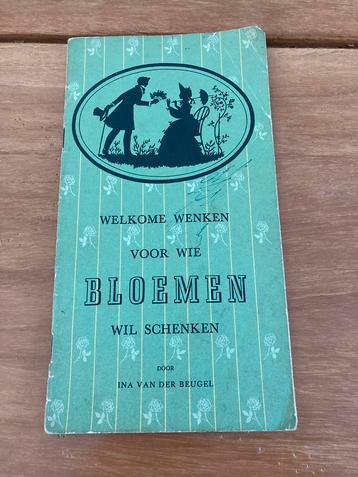 WELKOME WENKEN
VOOR WIE
BLOEMEN
WIL SCHENKEN
DOOR
INA VAN DER BEUGEL